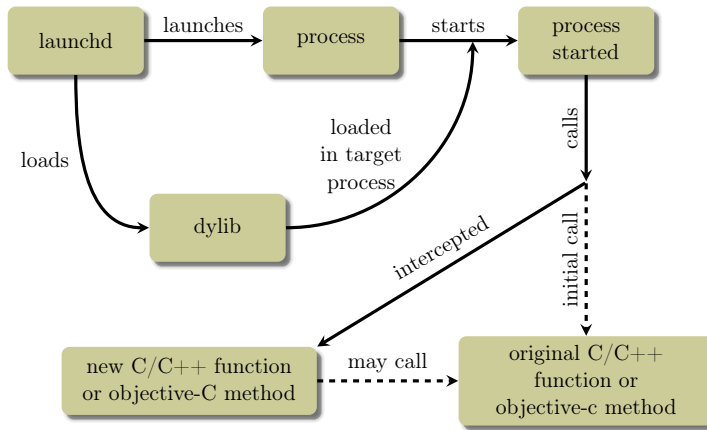 launchd
launches
process
starts
process
started
loads
loaded
in target
process
calls
dylib
intercepted
initial call
new C/C++ function
or objective-C method
may call
original C/C++
function or
objective-c method